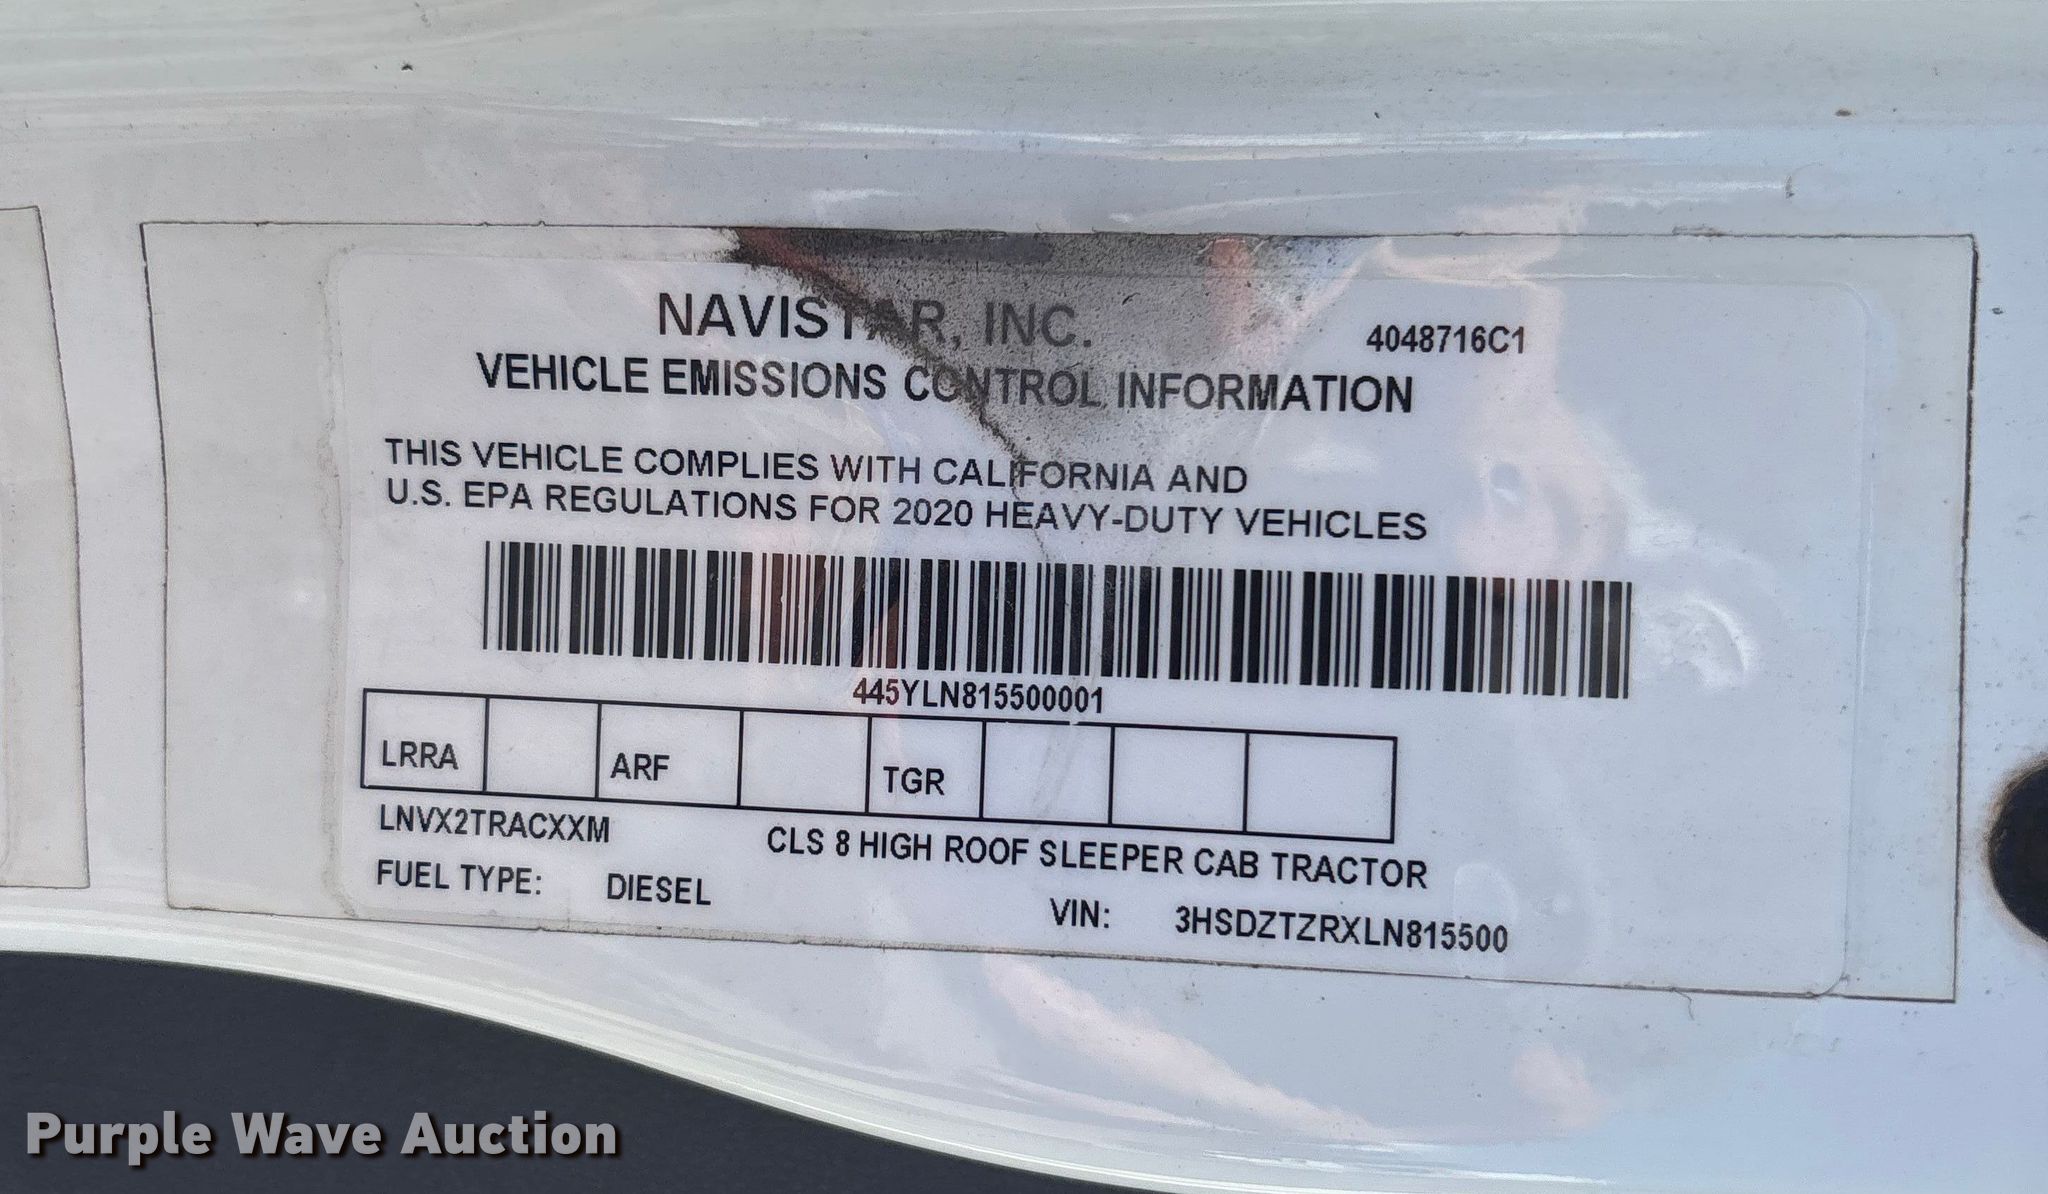 NAVISTAR, INC.
4048716C1
VEHICLE EMISSIONS CONTROL INFORMATION
THIS VEHICLE COMPLIES WITH CALIFORNIA AND
U.S. EPA REGULATIONS FOR 2020 HEAVY-DUTY VEHICLES
445YLN815500001
LRRA ARF TGR
LNVX2TRACXXM CLS 8 HIGH ROOF SLEEPER CAB TRACTOR
FUEL TYPE: DIESEL VIN: 3HSDZTZRXLN815500
Purple Wave Auction